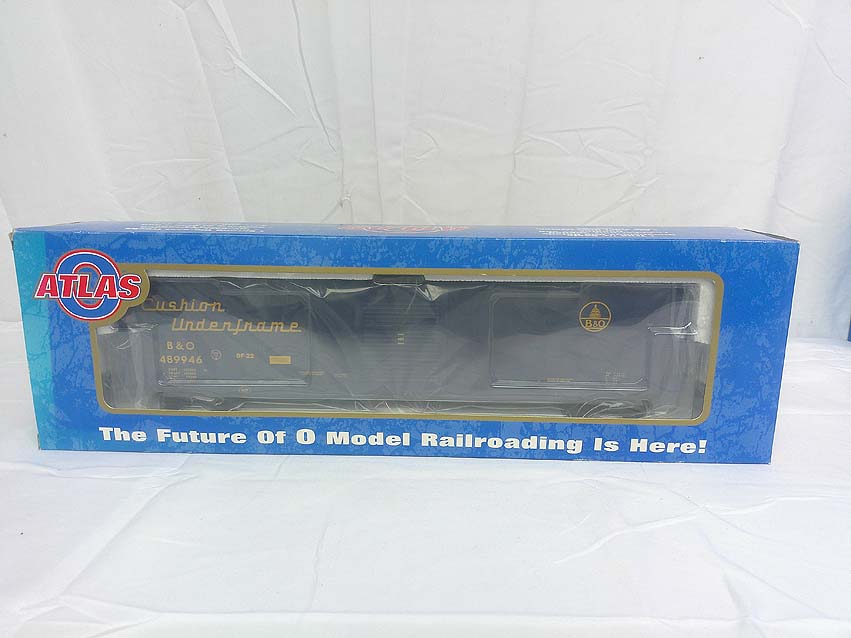 ATLAS
O
Cushion
Underframe
B & O
489946
DF-22
B&O
The Future Of O Model Railroading Is Here!